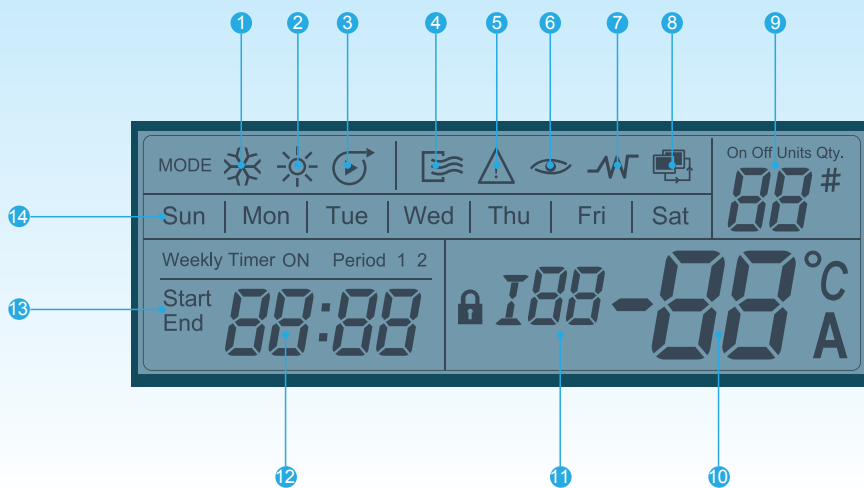 1 2 3 4 5 6 7 8 9
MODE
On Off Units Qty.
88#
14
Sun Mon Tue Wed Thu Fri Sat
Weekly Timer ON Period 1 2
13
Start
End
88:88
I88
-88°C
A
12 11 10